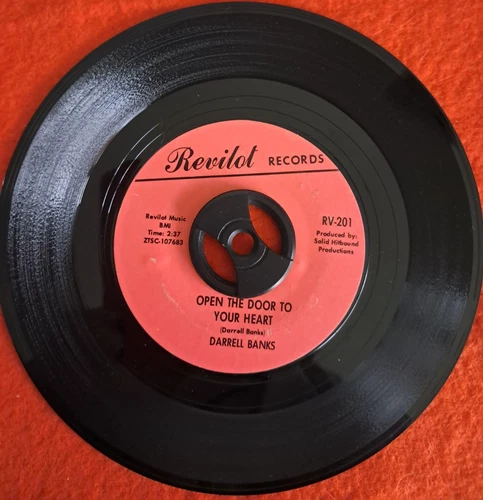 Revilot RECORDS
Revilot Music
BMI
Time: 2:37
ZTSC-107683
RV-201
Produced by:
Solid Hitbound
Productions
OPEN THE DOOR TO
YOUR HEART
(Darrell Banks)
DARRELL BANKS